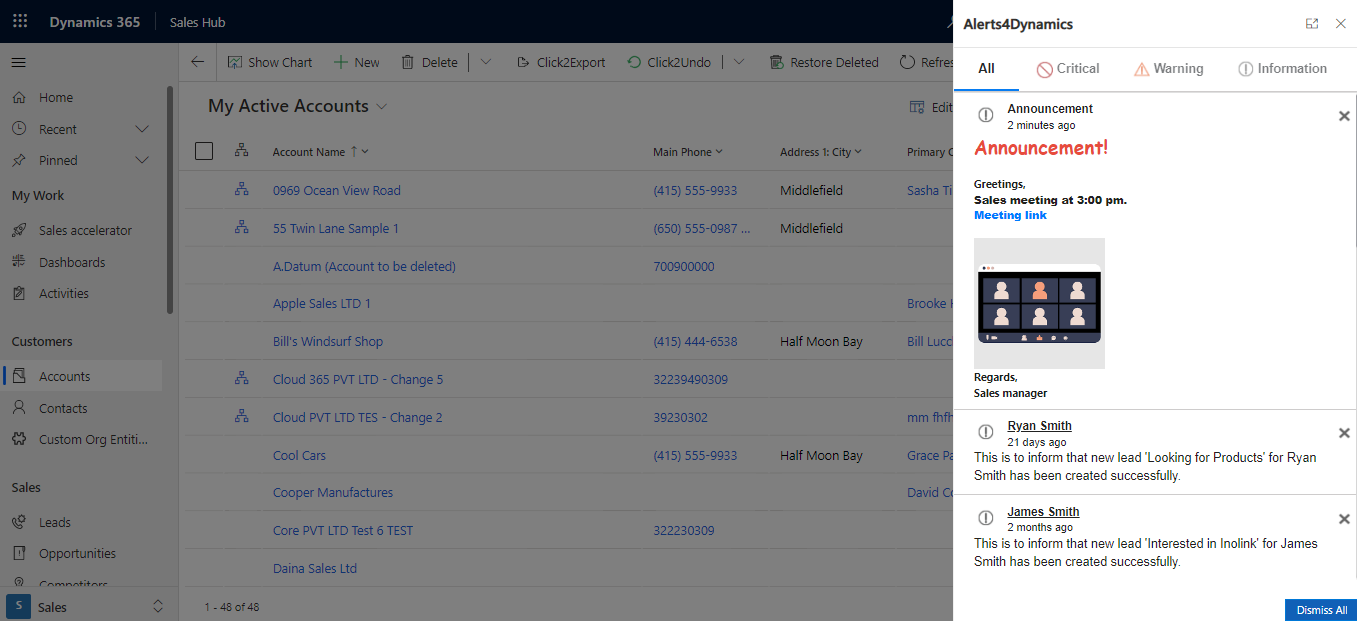 Dynamics 365
Sales Hub
Home
Recent
Pinned
My Work
Sales accelerator
Dashboards
Activities
Customers
Accounts
Contacts
Custom Org Entiti...
Sales
Leads
Opportunities
Competitors
S
Sales
Show Chart
New
Delete
Click2Export
Click2Undo
Restore Deleted
My Active Accounts
Edit
Account Name Main Phone Address 1: City Primary
0969 Ocean View Road (415) 555-9933 Middlefield Sasha
55 Twin Lane Sample 1 (650) 555-0987 ... Middlefield
A.Datum (Account to be deleted) 700900000
Apple Sales LTD 1 Brooke
Bill's Windsurf Shop (415) 444-6538 Half Moon Bay Bill
Cloud 365 PVT LTD - Change 5 32239490309
Cloud PVT LTD TES - Change 2 39230302 mm
Cool Cars (415) 555-9933 Half Moon Bay Grace
Cooper Manufactures David
Core PVT LTD Test 6 TEST 322230309
Daina Sales Ltd
1 - 48 of 48
Alerts4Dynamics
All
Critical
Warning
Information
Announcement
2 minutes ago
Announcement!
Greetings,
Sales meeting at 3:00 pm.
Meeting link
Regards,
Sales manager
Ryan Smith
21 days ago
This is to inform that new lead 'Looking for Products' for Ryan
Smith has been created successfully.
James Smith
2 months ago
This is to inform that new lead 'Interested in Inolink' for James
Smith has been created successfully.
Dismiss All